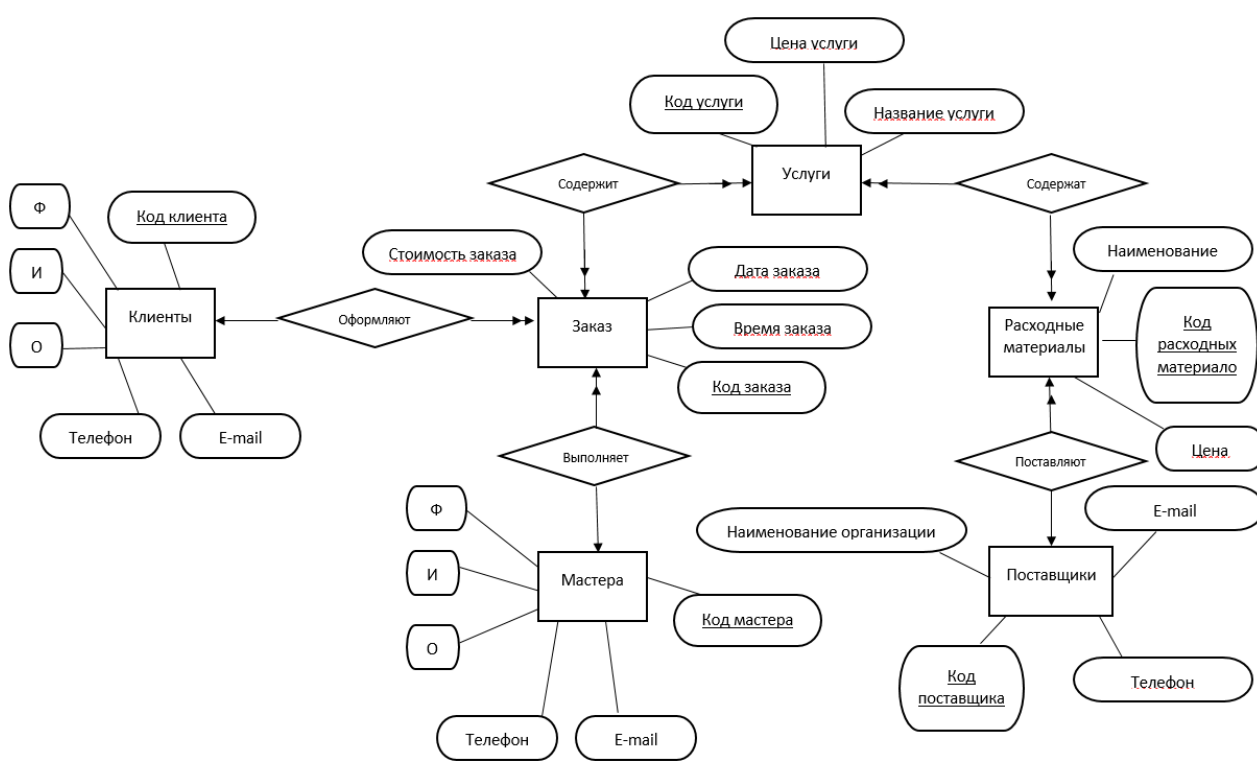 Цена услуги
Код услуги
Название услуги
Услуги
Содержит
Содержат
Ф
Код клиента
И
О
Клиенты
Телефон
E-mail
Оформляют
Стоимость заказа
Дата заказа
Заказ
Время заказа
Код заказа
Наименование
Расходные
материалы
Код
расходных
материало
Цена
Выполняет
Поставляют
Ф
И
О
Мастера
Код мастера
Телефон
E-mail
Наименование организации
E-mail
Поставщики
Код
поставщика
Телефон